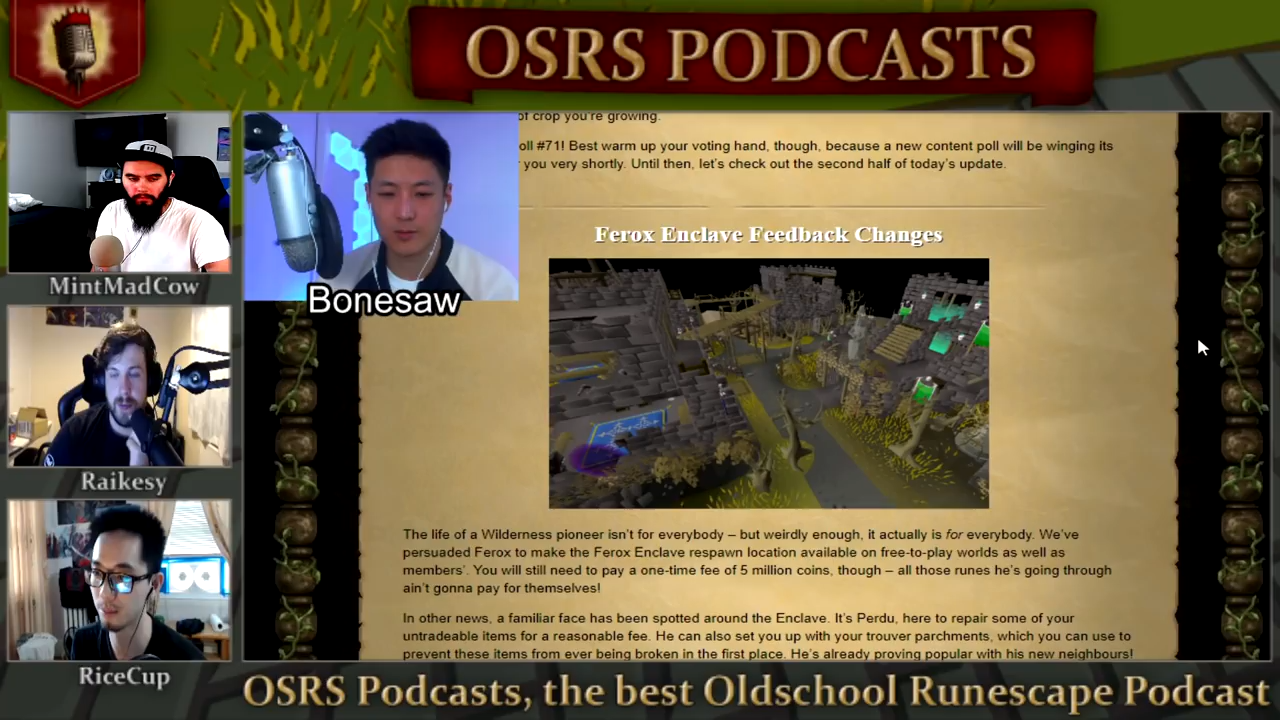 OSRS PODCASTS
of crop you're growing.
oll #71! Best warm up your voting hand, though, because a new content poll will be winging its
you very shortly. Until then, let's check out the second half of today's update.
Ferox Enclave Feedback Changes
MintMadCow
Bonesaw
Raikesy
RiceCup
The life of a Wilderness pioneer isn't for everybody – but weirdly enough, it actually is for everybody. We've
persuaded Ferox to make the Ferox Enclave respawn location available on free-to-play worlds as well as
members'. You will still need to pay a one-time fee of 5 million coins, though – all those runes he's going through
ain't gonna pay for themselves!
In other news, a familiar face has been spotted around the Enclave. It's Perdu, here to repair some of your
untradeable items for a reasonable fee. He can also set you up with your trouver parchments, which you can use to
prevent these items from ever being broken in the first place. He's already proving popular with his new neighbours!
OSRS Podcasts, the best Oldschool Runescape Podcast